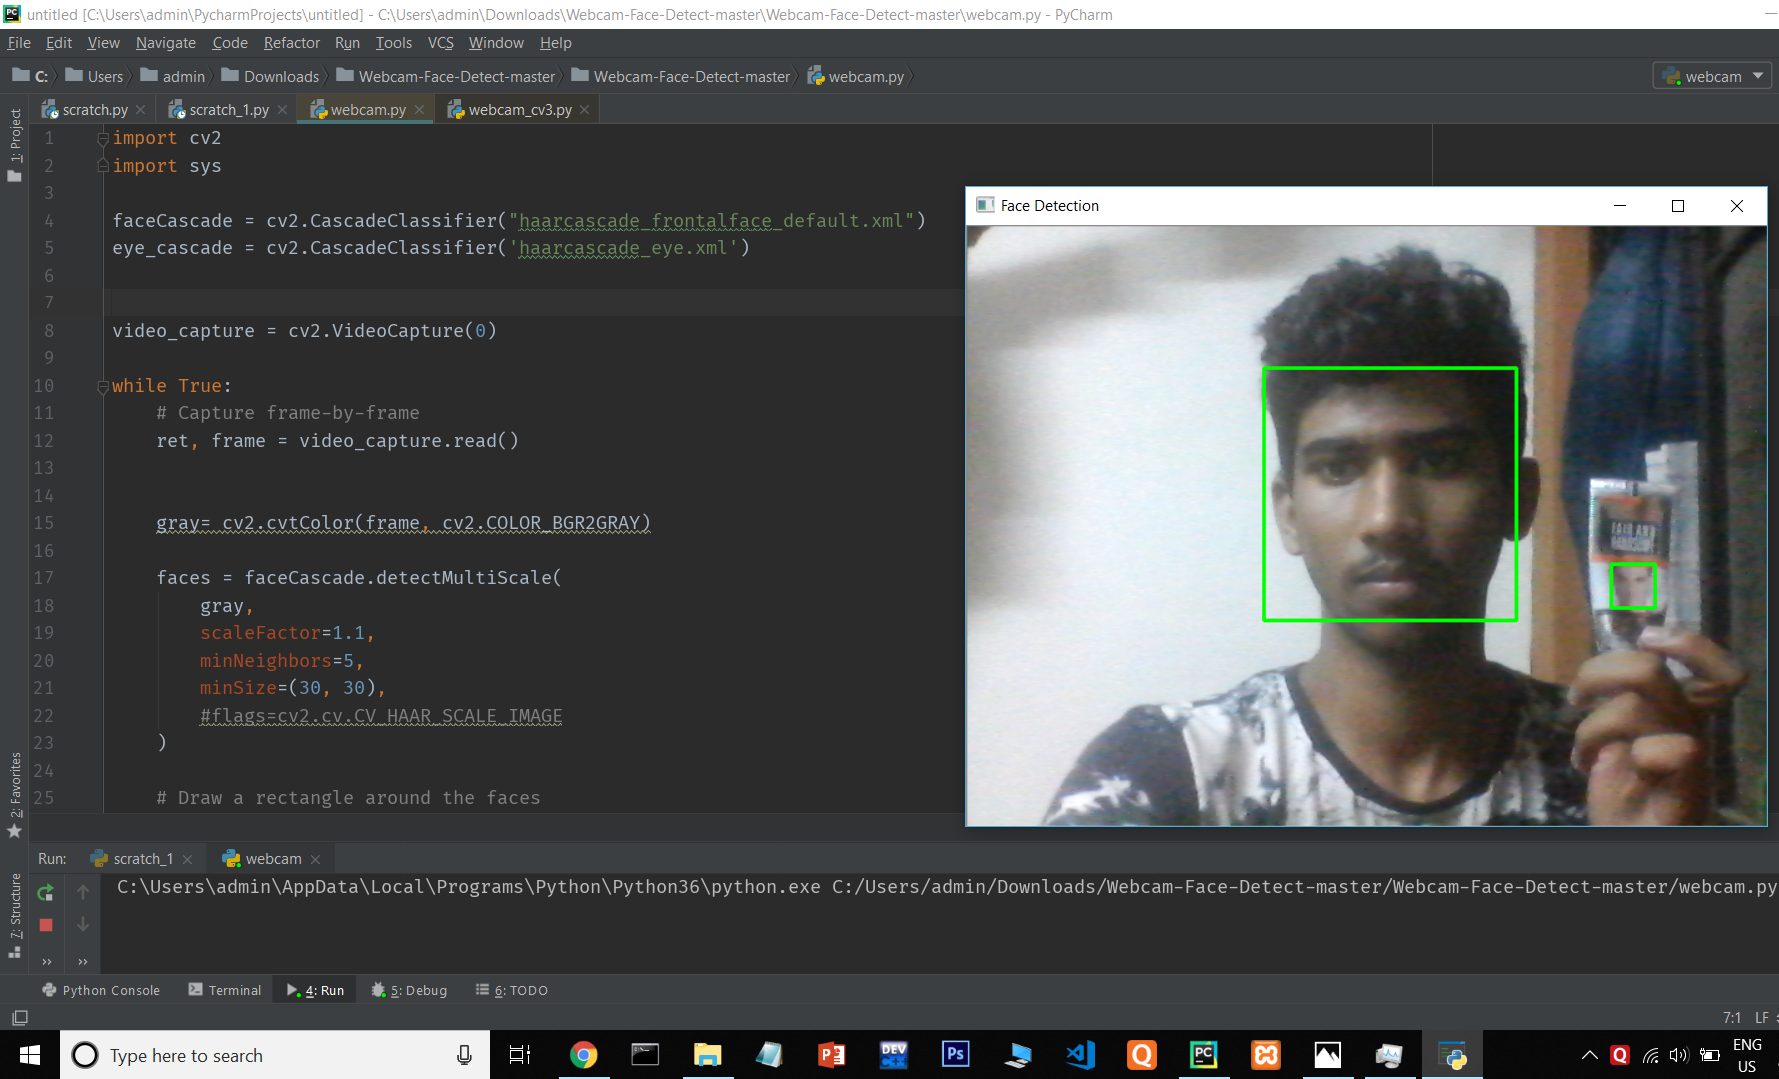 untitled [C:\Users\admin\PycharmProjects\untitled] - C:\Users\admin\Downloads\Webcam-Face-Detect-master\Webcam-Face-Detect-master\webcam.py - PyCharm
File Edit View Navigate Code Refactor Run Tools VCS Window Help
C: Users admin Downloads Webcam-Face-Detect-master Webcam-Face-Detect-master webcam.py webcam
scratch.py scratch_1.py webcam.py webcam_cv3.py
1: Project
1 import cv2
2 import sys
3
4 faceCascade = cv2.CascadeClassifier("haarcascade_frontalface_default.xml")
5 eye_cascade = cv2.CascadeClassifier('haarcascade_eye.xml')
6
7
8 video_capture = cv2.VideoCapture(0)
9
10 while True:
11 # Capture frame-by-frame
12 ret, frame = video_capture.read()
13
14
15 gray= cv2.cvtColor(frame, cv2.COLOR_BGR2GRAY)
16
17 faces = faceCascade.detectMultiScale(
18 gray,
19 scaleFactor=1.1,
20 minNeighbors=5,
21 minSize=(30, 30),
22 #flags=cv2.cv.CV_HAAR_SCALE_IMAGE
23 )
24
25 # Draw a rectangle around the faces
Face Detection
FAIR AND
HANDSOME
2: Favorites
7: Structure
Run: scratch_1 webcam
C:\Users\admin\AppData\Local\Programs\Python\Python36\python.exe C:/Users/admin/Downloads/Webcam-Face-Detect-master/Webcam-Face-Detect-master/webcam.py
Python Console Terminal 4: Run 5: Debug 6: TODO
7:1 LF
Type here to search
DEV
Ps
PC
Q
ENG
US